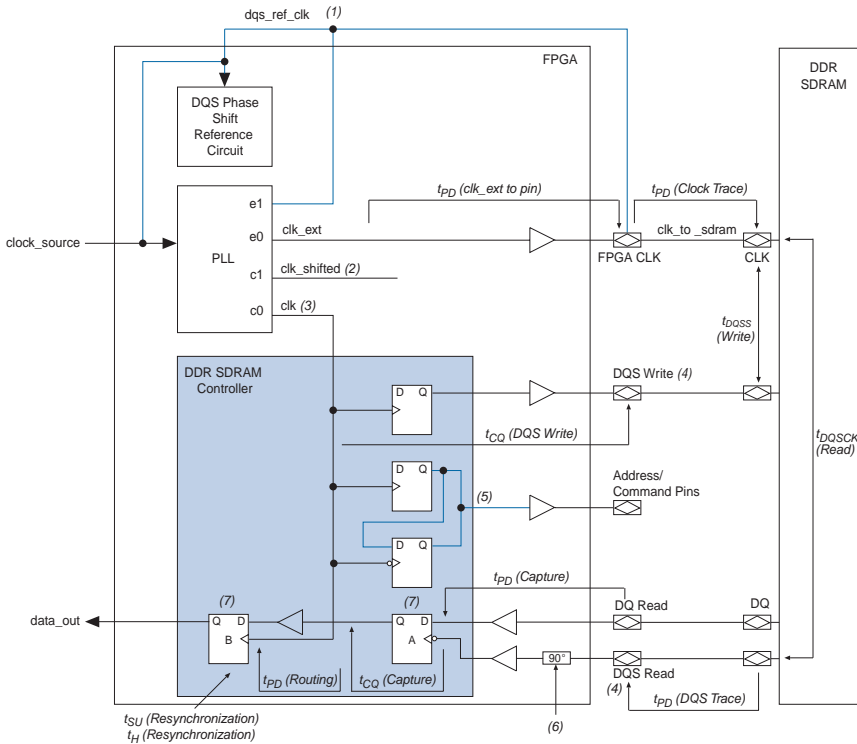 dqs_ref_clk (1)
FPGA
DDR
SDRAM
DQS Phase
Shift
Reference
Circuit
e1
tPD (clk_ext to pin)
tPD (Clock Trace)
e0
clk_ext
clk_to _sdram
clock_source
PLL
FPGA CLK
CLK
c1
clk_shifted (2)
c0
clk (3)
tDQSS
(Write)
DDR SDRAM
Controller
D Q
DQS Write (4)
tCQ (DQS Write)
tDQSCK
(Read)
D Q
Address/
Command Pins
(5)
D Q
tPD (Capture)
(7)
(7)
DQ Read
DQ
data_out
Q D
B
Q D
A
90°
DQS Read
(4)
tPD (Routing)
tCQ (Capture)
tPD (DQS Trace)
(6)
tSU (Resynchronization)
tH (Resynchronization)